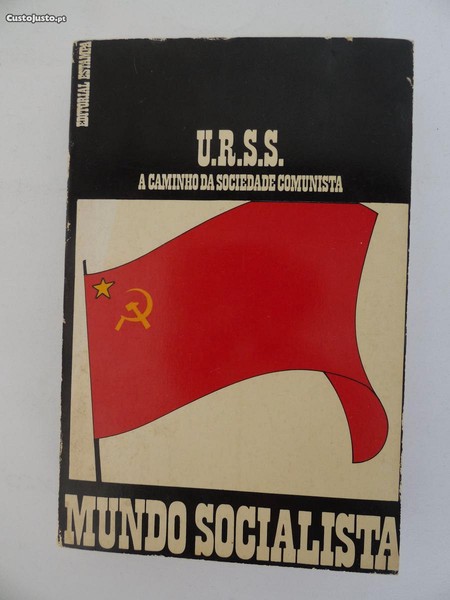 CustoJusto.pt
EDITORIAL ESTAMPA
U.R.S.S.
A CAMINHO DA SOCIEDADE COMUNISTA
MUNDO SOCIALISTA